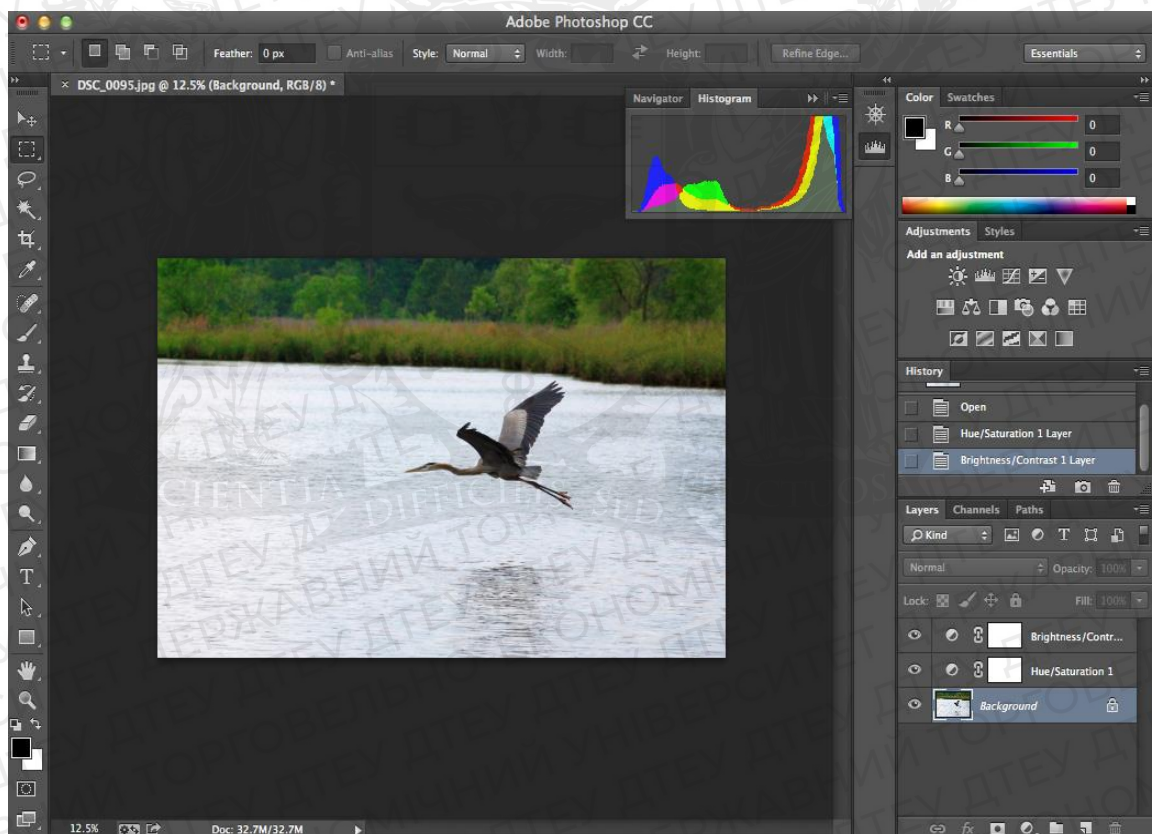 Adobe Photoshop CC
Feather: 0 px Anti-alias Style: Normal Width: Height: Refine Edge... Essentials
× DSC_0095.jpg @ 12.5% (Background, RGB/8) *
Navigator Histogram
Color Swatches
R 0
G 0
B 0
Adjustments Styles
Add an adjustment
History
Open
Hue/Saturation 1 Layer
Brightness/Contrast 1 Layer
Layers Channels Paths
Kind
Normal Opacity: 100%
Lock: Fill: 100%
Brightness/Contr...
Hue/Saturation 1
Background
12.5% Doc: 32.7M/32.7M